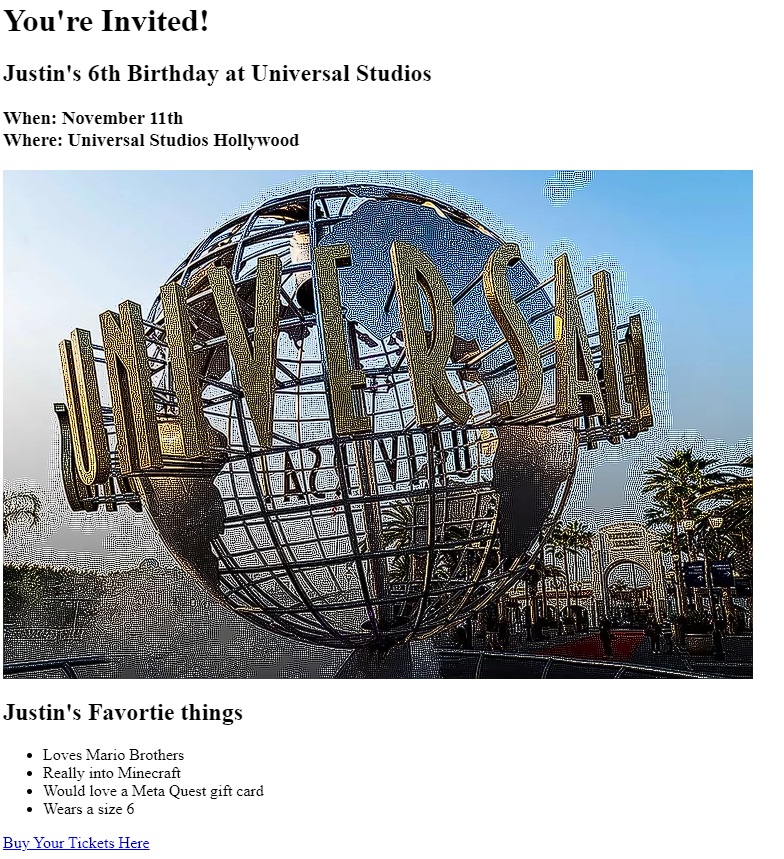 You're Invited!
Justin's 6th Birthday at Universal Studios
When: November 11th
Where: Universal Studios Hollywood
UNIVERSAL
Justin's Favortie things
Loves Mario Brothers
Really into Minecraft
Would love a Meta Quest gift card
Wears a size 6
Buy Your Tickets Here